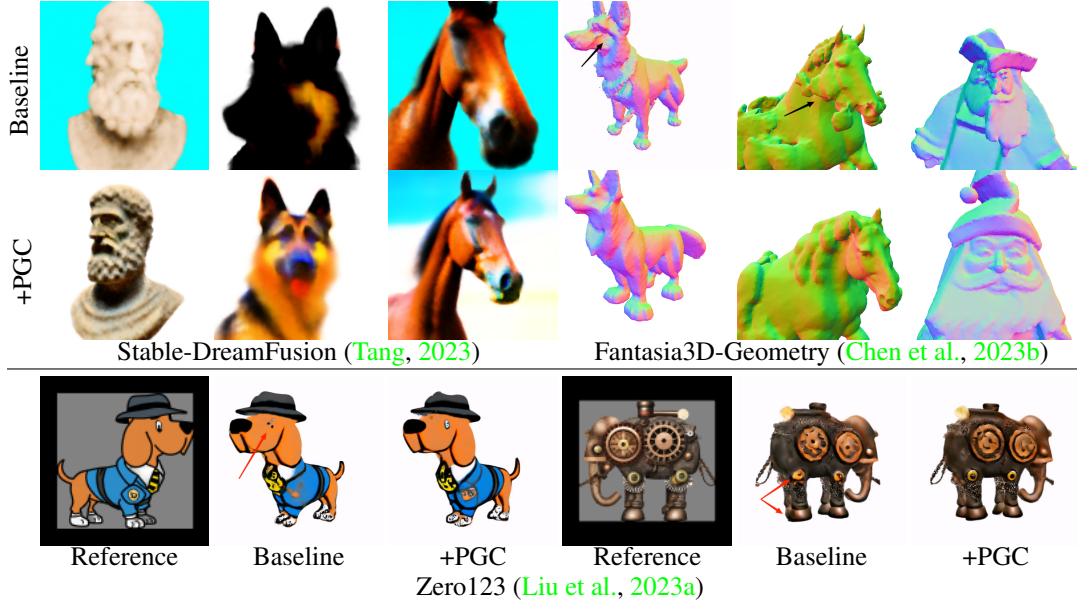 Baseline
+PGC
Stable-DreamFusion (Tang, 2023)
Fantasia3D-Geometry (Chen et al., 2023b)
Reference
Baseline
+PGC
Reference
Baseline
+PGC
Zero123 (Liu et al., 2023a)